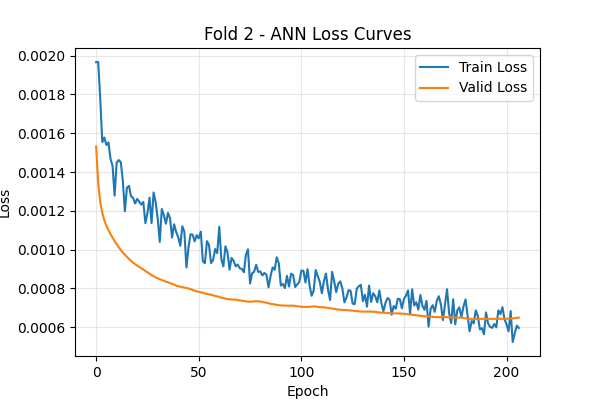 Fold 2 - ANN Loss Curves
Train Loss
Valid Loss
0.0020
0.0018
0.0016
0.0014
0.0012
0.0010
0.0008
0.0006
Loss
0
50
100
150
200
Epoch